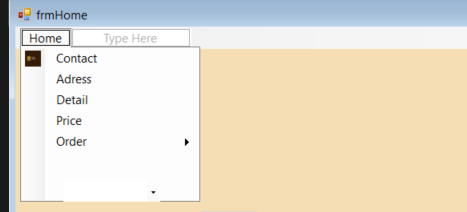 frmHome
Home Type Here
Contact
Adress
Detail
Price
Order